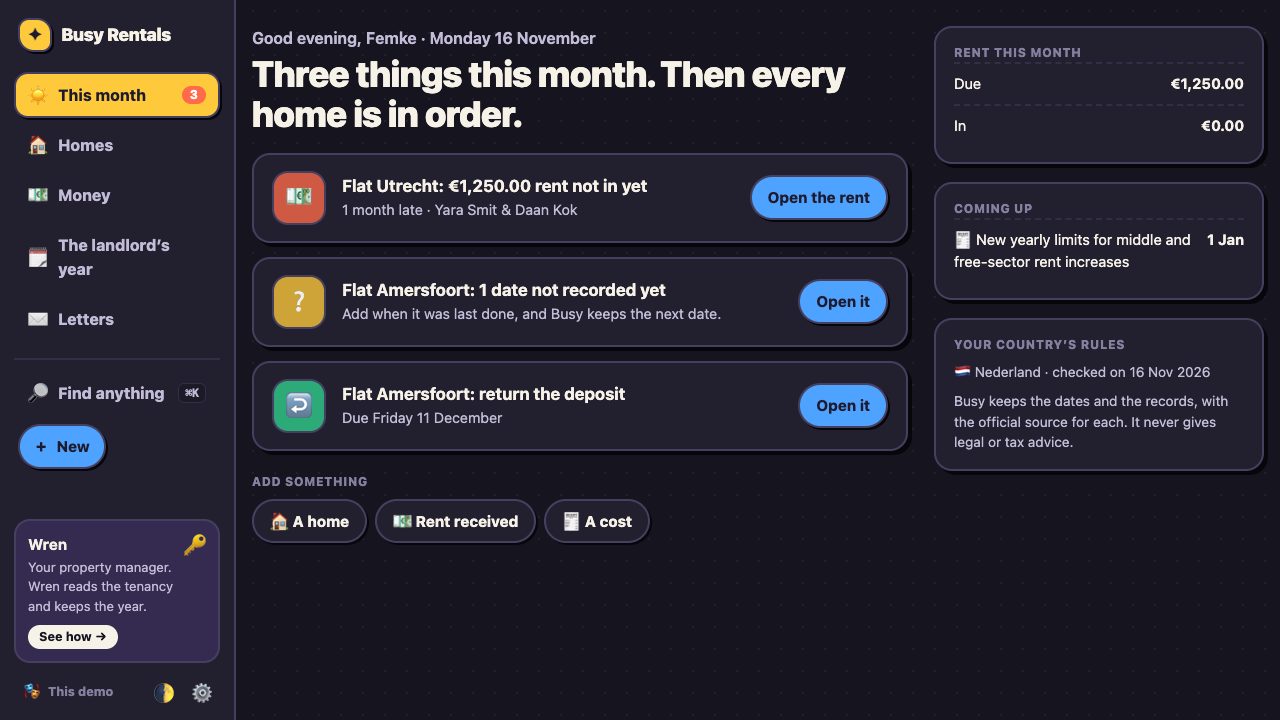 Busy Rentals
This month 3
Homes
Money
The landlord's
year
Letters
Find anything ⌘K
+ New
Wren
Your property manager.
Wren reads the tenancy
and keeps the year.
See how →
This demo
Good evening, Femke · Monday 16 November
Three things this month. Then every
home is in order.
Flat Utrecht: €1,250.00 rent not in yet
1 month late · Yara Smit & Daan Kok
Open the rent
?
Flat Amersfoort: 1 date not recorded yet
Add when it was last done, and Busy keeps the next date.
Open it
Flat Amersfoort: return the deposit
Due Friday 11 December
Open it
ADD SOMETHING
A home
Rent received
A cost
RENT THIS MONTH
Due €1,250.00
In €0.00
COMING UP
New yearly limits for middle and 1 Jan
free-sector rent increases
YOUR COUNTRY'S RULES
Nederland · checked on 16 Nov 2026
Busy keeps the dates and the records, with
the official source for each. It never gives
legal or tax advice.